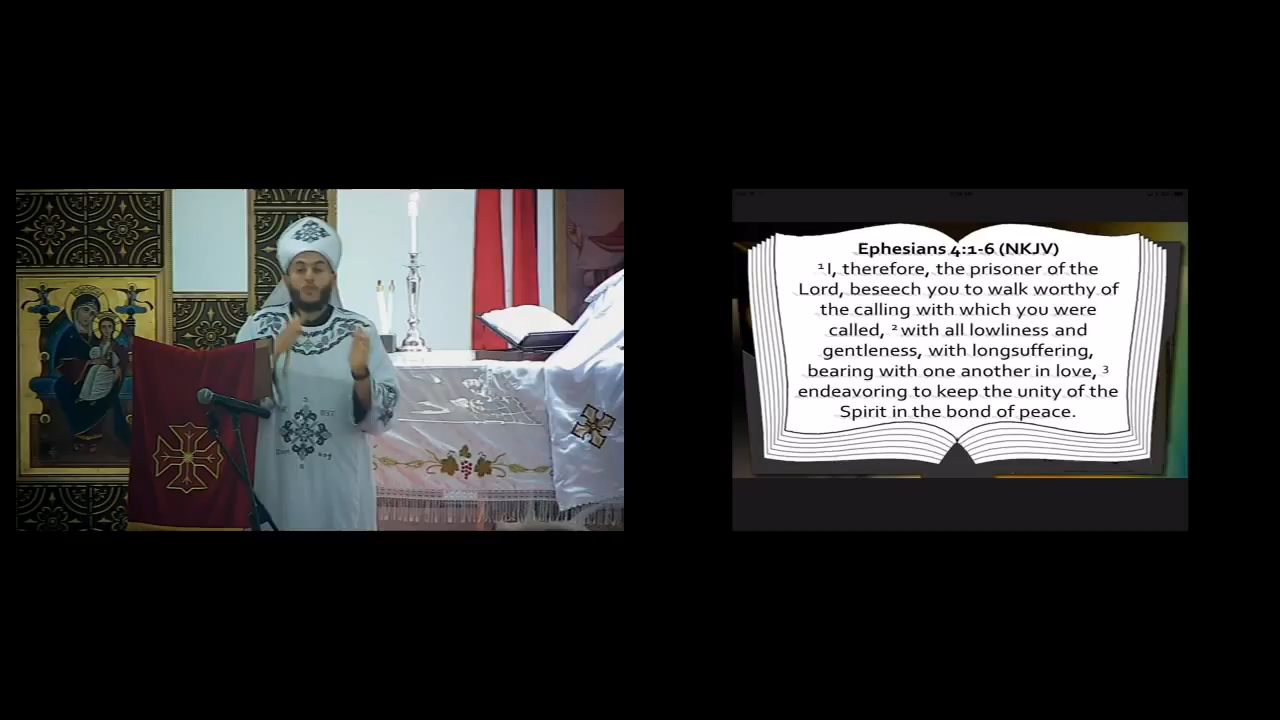 Ephesians 4:1-6 (NKJV)
¹ I, therefore, the prisoner of the
Lord, beseech you to walk worthy of
the calling with which you were
called, ² with all lowliness and
gentleness, with longsuffering,
bearing with one another in love, ³
endeavoring to keep the unity of the
Spirit in the bond of peace.